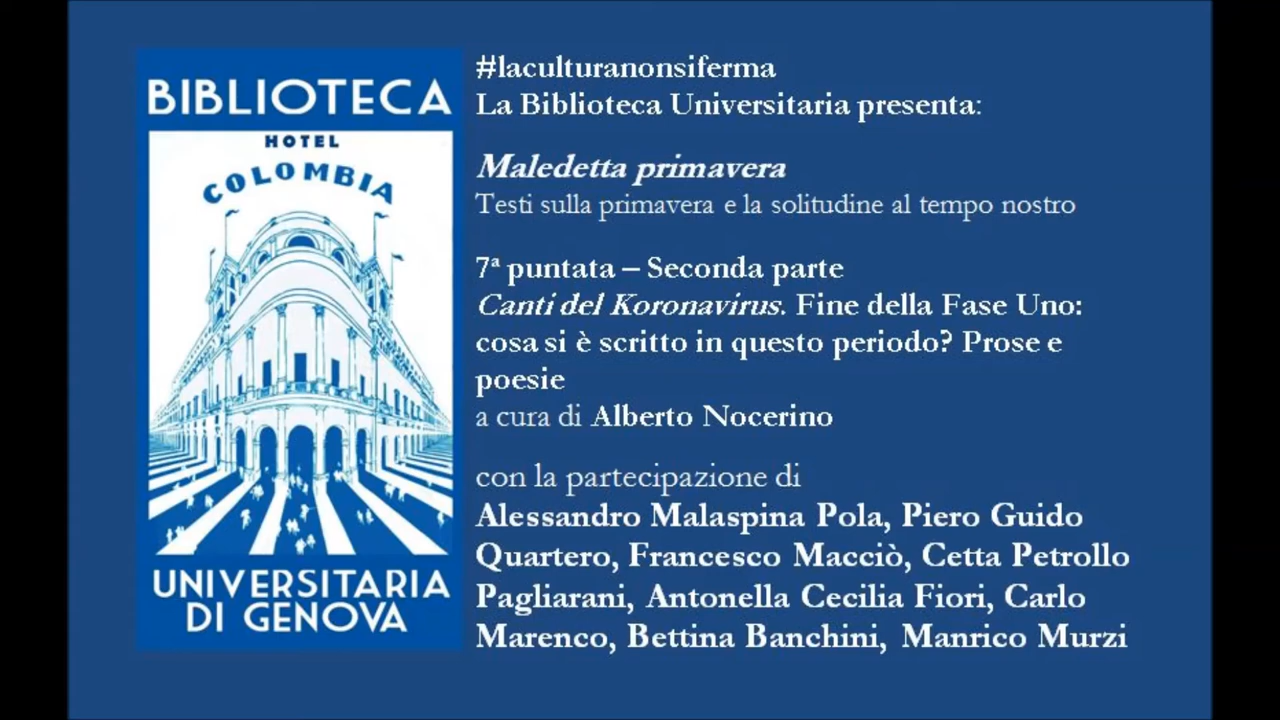 BIBLIOTECA
HOTEL
COLOMBIA
UNIVERSITARIA
DI GENOVA
#laculturanonsiferma
La Biblioteca Universitaria presenta:
Maledetta primavera
Testi sulla primavera e la solitudine al tempo nostro
7ª puntata – Seconda parte
Canti del Koronavirus. Fine della Fase Uno:
cosa si è scritto in questo periodo? Prose e
poesie
a cura di Alberto Nocerino
con la partecipazione di
Alessandro Malaspina Pola, Piero Guido
Quartero, Francesco Macciò, Cetta Petrollo
Pagliarani, Antonella Cecilia Fiori, Carlo
Marenco, Bettina Banchini, Manrico Murzi